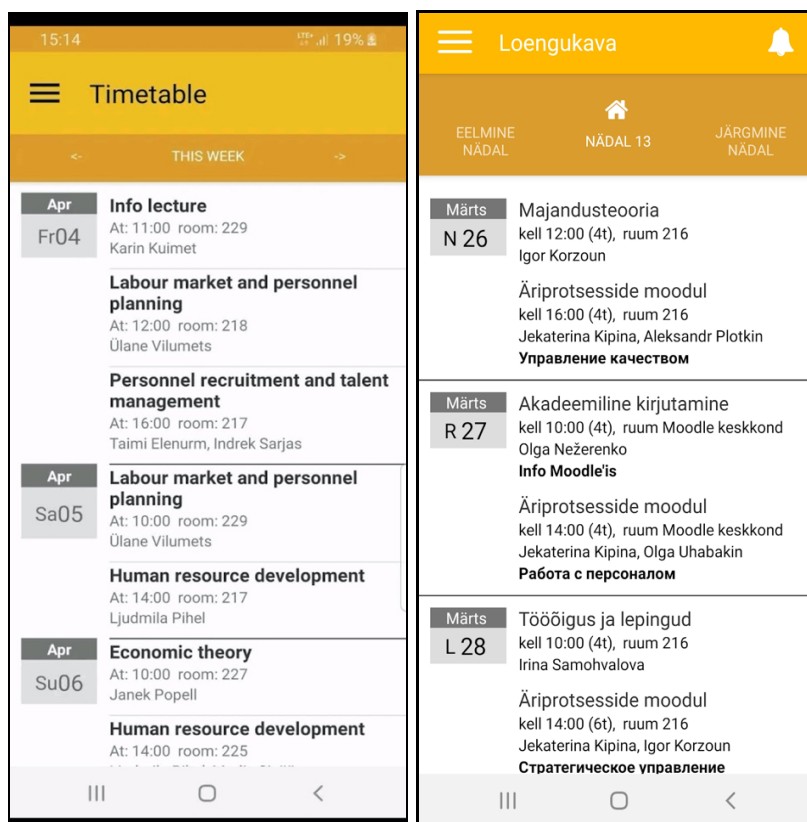 15:14
LTE+ 19%
Timetable
<- THIS WEEK ->
Apr
Fr04
Info lecture
At: 11:00 room: 229
Karin Kuimet
Labour market and personnel
planning
At: 12:00 room: 218
Ülane Vilumets
Personnel recruitment and talent
management
At: 16:00 room: 217
Taimi Elenurm, Indrek Sarjas
Apr
Sa05
Labour market and personnel
planning
At: 10:00 room: 229
Ülane Vilumets
Human resource development
At: 14:00 room: 217
Ljudmila Pihel
Apr
Su06
Economic theory
At: 10:00 room: 227
Janek Popell
Human resource development
At: 14:00 room: 225
Loengukava
EELMINE
NÄDAL
NÄDAL 13
JÄRGMINE
NÄDAL
Märts
N 26
Majandusteooria
kell 12:00 (4t), ruum 216
Igor Korzoun
Äriprotsesside moodul
kell 16:00 (4t), ruum 216
Jekaterina Kipina, Aleksandr Plotkin
Управление качеством
Märts
R 27
Akadeemiline kirjutamine
kell 10:00 (4t), ruum Moodle keskkond
Olga Nežerenko
Info Moodle'is
Äriprotsesside moodul
kell 14:00 (4t), ruum Moodle keskkond
Jekaterina Kipina, Olga Uhabakin
Работа с персоналом
Märts
L 28
Tööõigus ja lepingud
kell 10:00 (4t), ruum 216
Irina Samohvalova
Äriprotsesside moodul
kell 14:00 (6t), ruum 216
Jekaterina Kipina, Igor Korzoun
Стратегическое управление